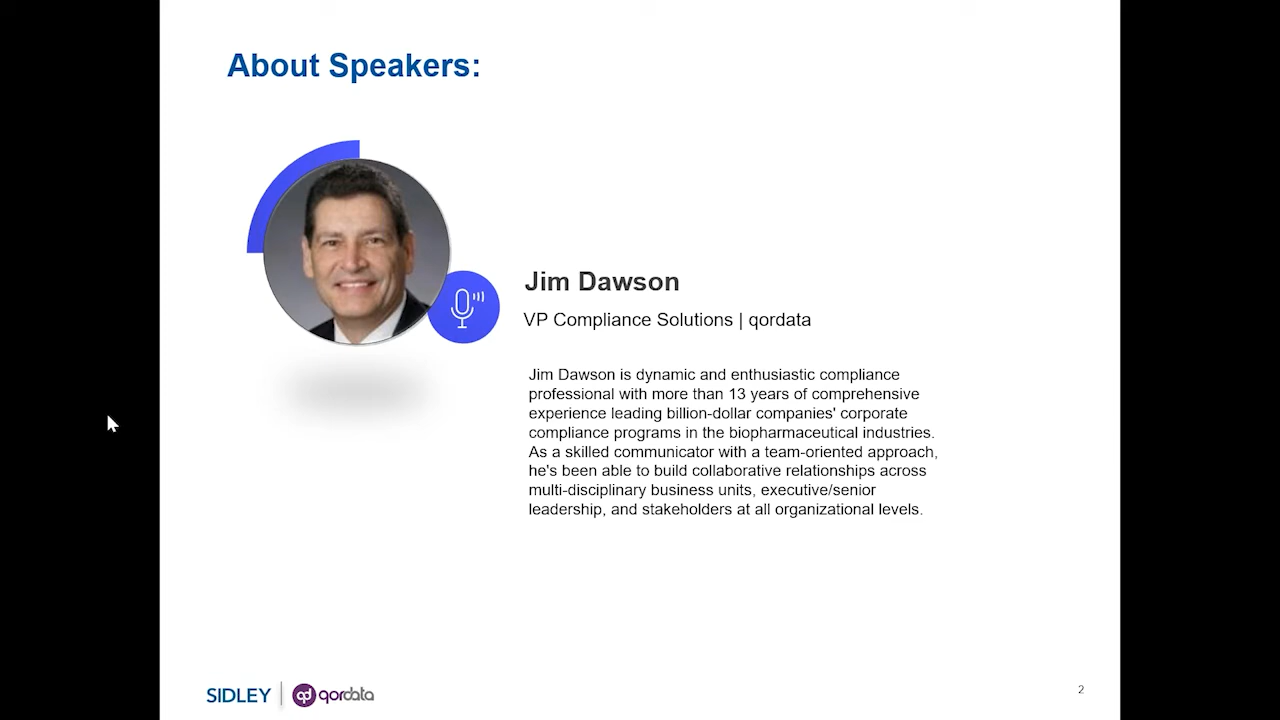 About Speakers:
Jim Dawson
VP Compliance Solutions | qordata
Jim Dawson is dynamic and enthusiastic compliance
professional with more than 13 years of comprehensive
experience leading billion-dollar companies' corporate
compliance programs in the biopharmaceutical industries.
As a skilled communicator with a team-oriented approach,
he's been able to build collaborative relationships across
multi-disciplinary business units, executive/senior
leadership, and stakeholders at all organizational levels.
SIDLEY | qd qordata
2